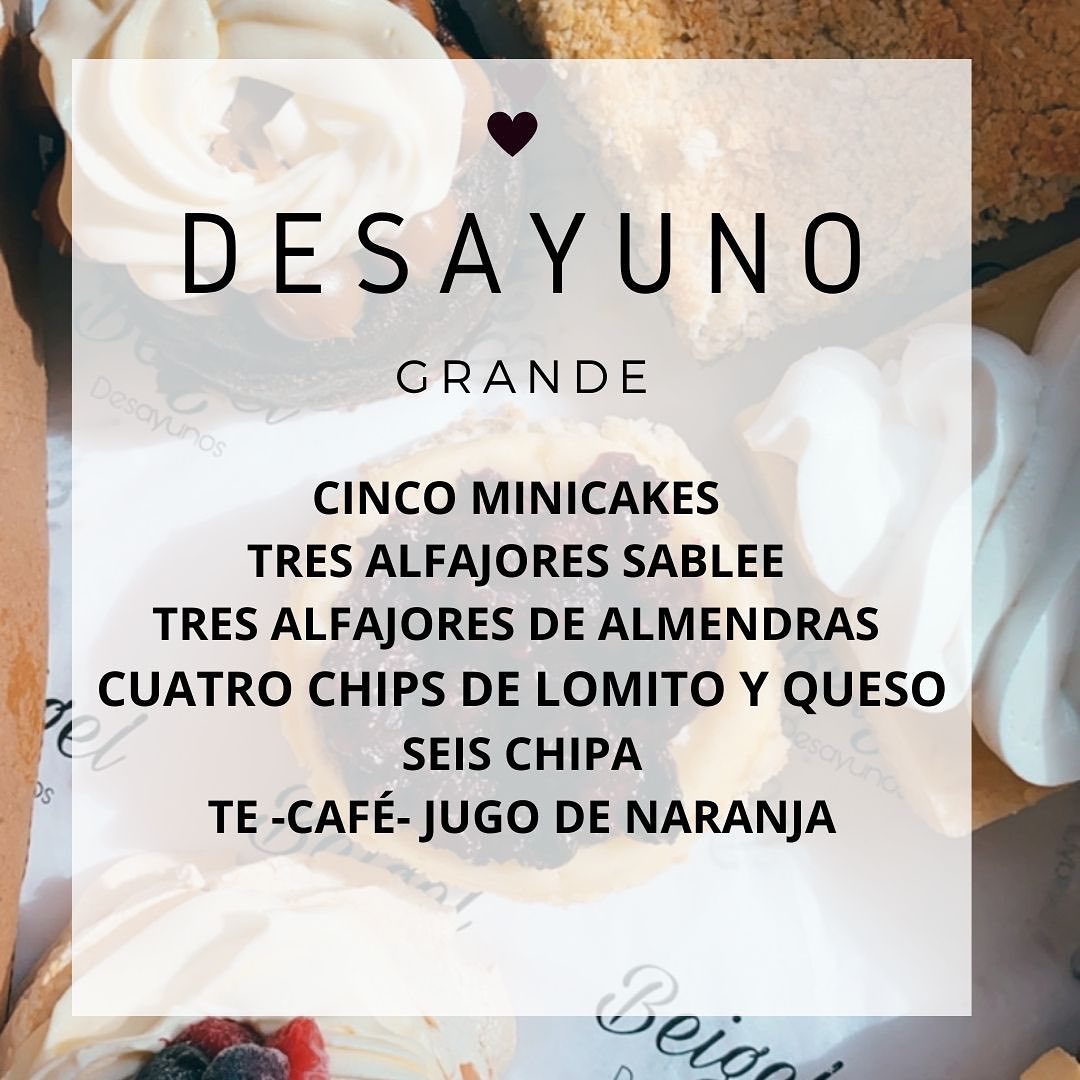 DESAYUNO
GRANDE
CINCO MINICAKES
TRES ALFAJORES SABLEE
TRES ALFAJORES DE ALMENDRAS
CUATRO CHIPS DE LOMITO Y QUESO
SEIS CHIPA
TE -CAFÉ- JUGO DE NARANJA
Desayunos
Beigel